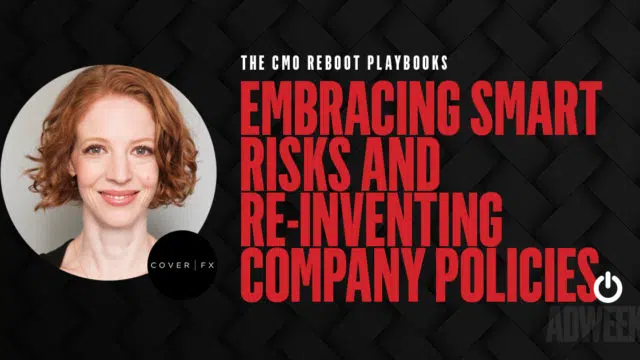 THE CMO REBOOT PLAYBOOKS
EMBRACING SMART
RISKS AND
RE-INVENTING
COMPANY POLICIES
COVER | FX
ADWEEK